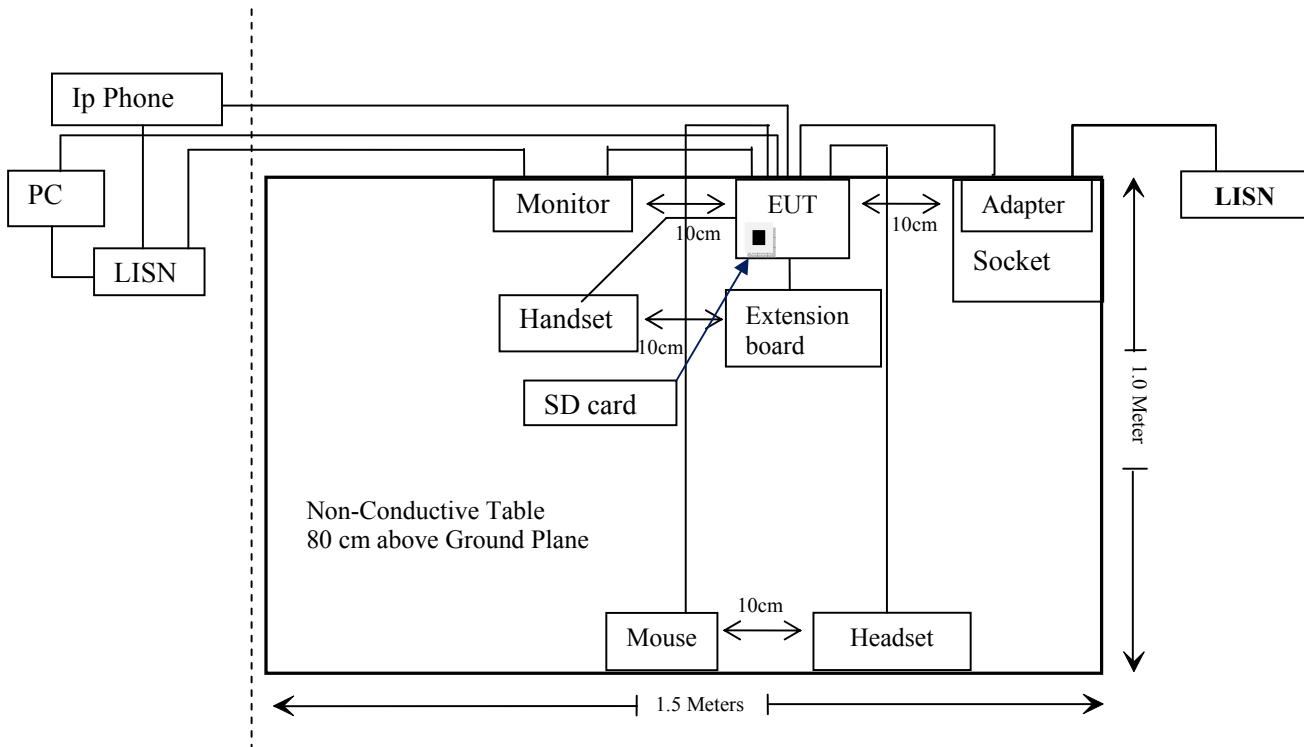 Ip Phone
PC
LISN
Monitor
EUT
Adapter
LISN
10cm
10cm
Socket
Handset
Extension
board
10cm
SD card
1.0 Meter
Non-Conductive Table
80 cm above Ground Plane
10cm
Mouse
Headset
1.5 Meters